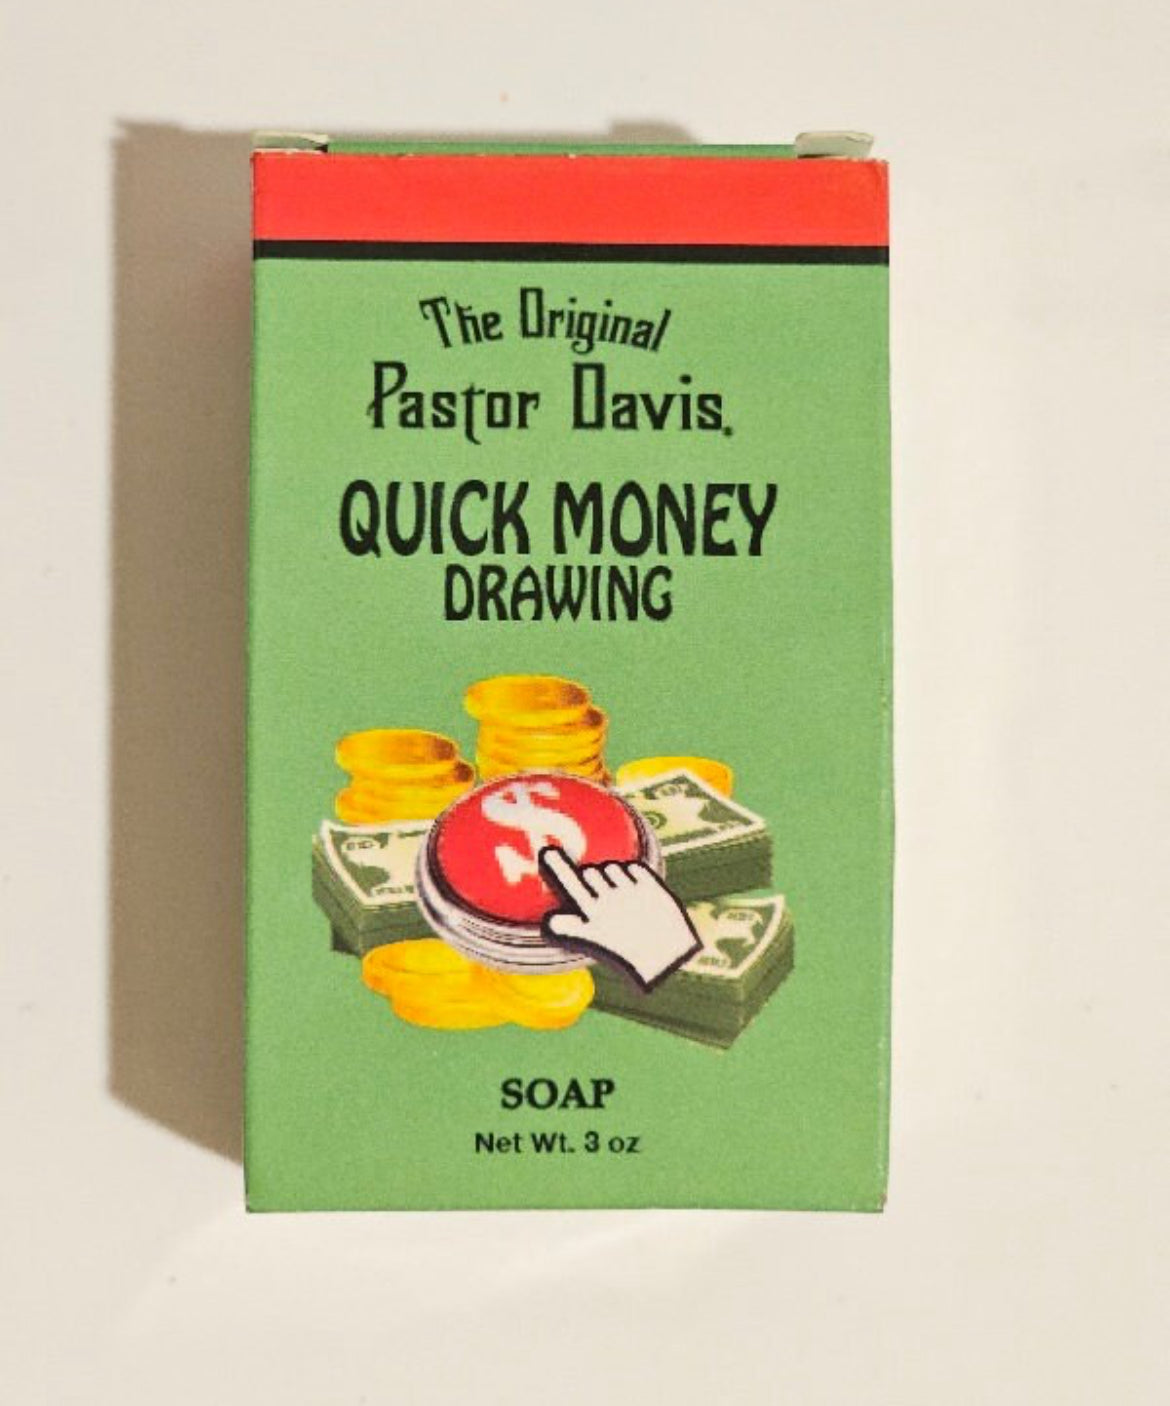 The Original
Pastor Davis.
QUICK MONEY
DRAWING
$
SOAP
Net Wt. 3 oz